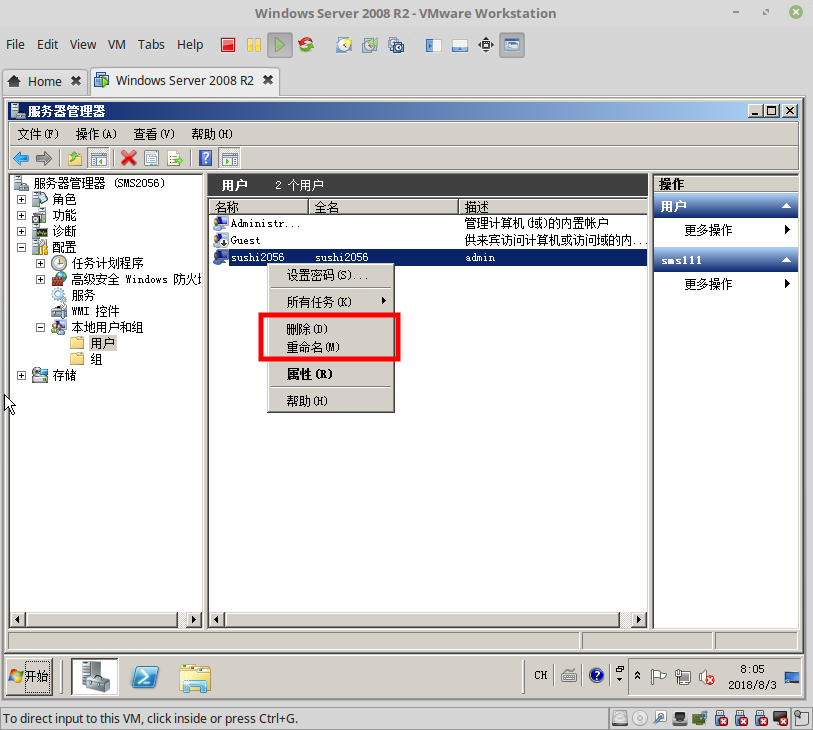 Windows Server 2008 R2 - VMware Workstation
File Edit View VM Tabs Help
Home Windows Server 2008 R2
服务器管理器
文件(F) 操作(A) 查看(V) 帮助(H)
服务器管理器 (SMS2056)
角色
功能
诊断
配置
任务计划程序
高级安全 Windows 防火
服务
WMI 控件
本地用户和组
用户
组
存储
用户 2 个用户
名称 全名 描述
Administr... 管理计算机(域)的内置帐户
Guest 供来宾访问计算机或访问域的内...
sushi2056 sushi2056 admin
设置密码(S)...
所有任务(K)
删除(D)
重命名(M)
属性(R)
帮助(H)
操作
用户
更多操作
sms111
更多操作
开始
CH
8:05
2018/8/3
To direct input to this VM, click inside or press Ctrl+G.